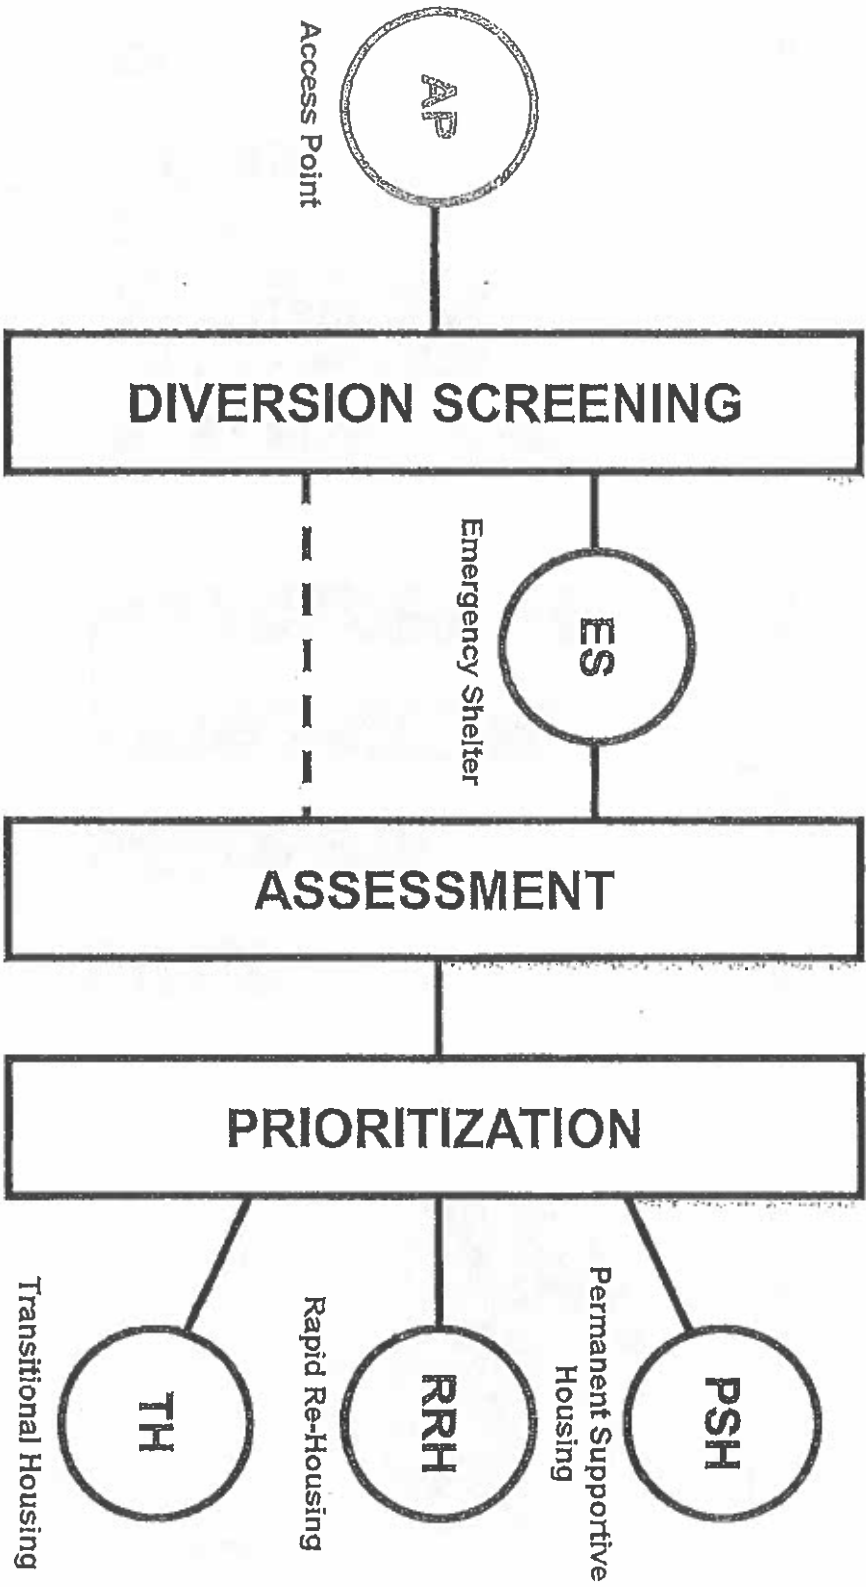 AP
Access Point
DIVERSION SCREENING
ES
Emergency Shelter
ASSESSMENT
PRIORITIZATION
PSH
Permanent Supportive
Housing
RRH
Rapid Re-Housing
TH
Transitional Housing